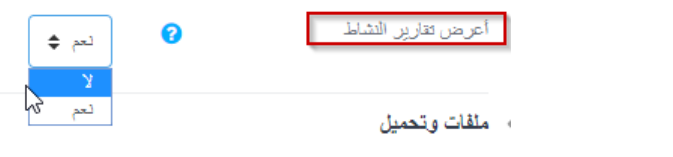 أعرض تقارير النشاط
نعم
لا
نعم
ملفات وتحميل